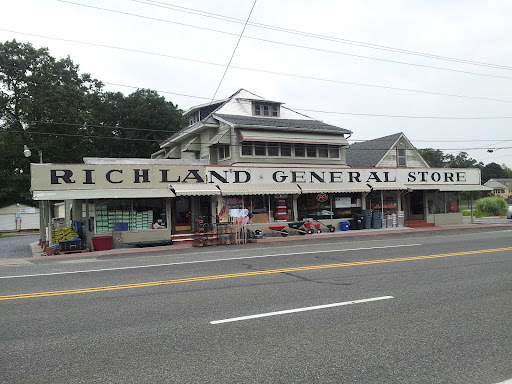 RICHLAND GENERAL STORE